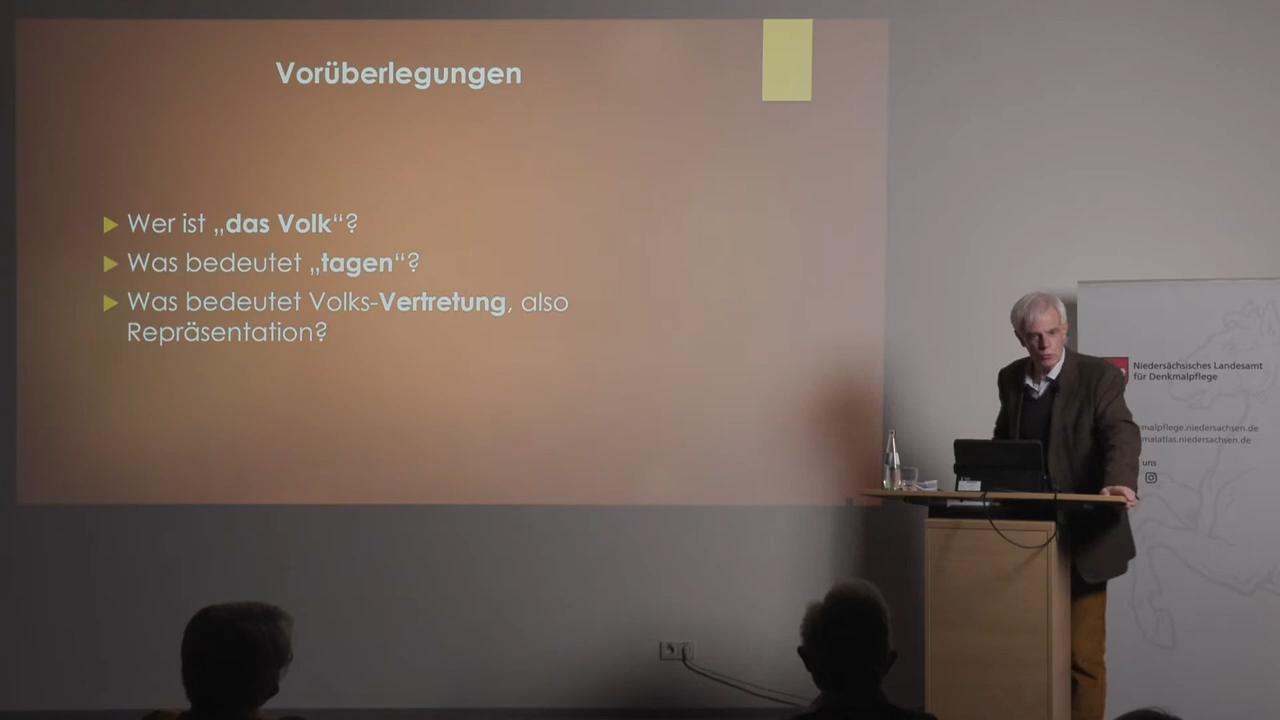 Vorüberlegungen
Wer ist „das Volk“?
Was bedeutet „tagen“?
Was bedeutet Volks-Vertretung, also
Repräsentation?
Niedersächsisches Landesamt
für Denkmalpflege
malpflege.niedersachsen.de
malatlas.niedersachsen.de
uns